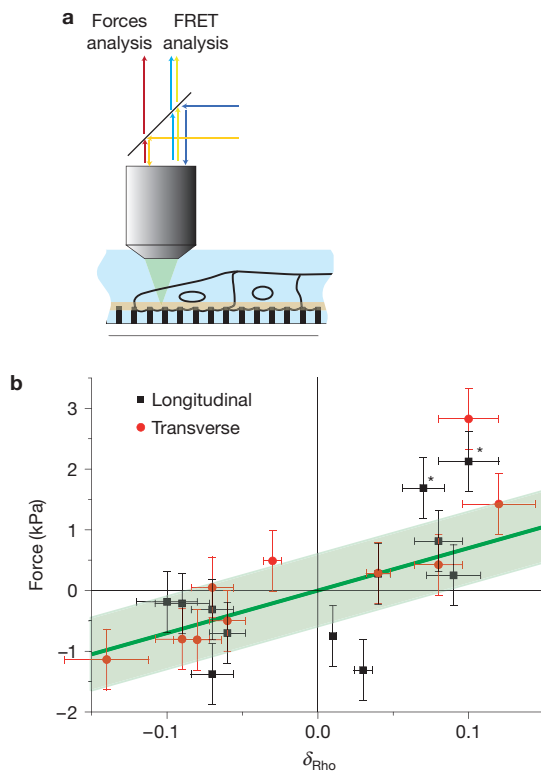 a
Forces analysis
FRET analysis
b
Longitudinal
Transverse
*
*
Force (kPa)
3
2
1
0
−1
−2
−0.1
0.0
0.1
δRho